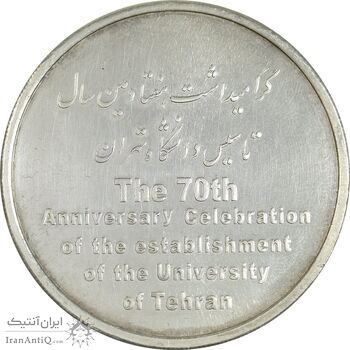 گرامیداشت هفتادمین سال
تاسیس دانشگاه تهران
The 70th
Anniversary Celebration
of the establishment
of the University
of Tehran
ایران آنتیک
IranAntiQ.com